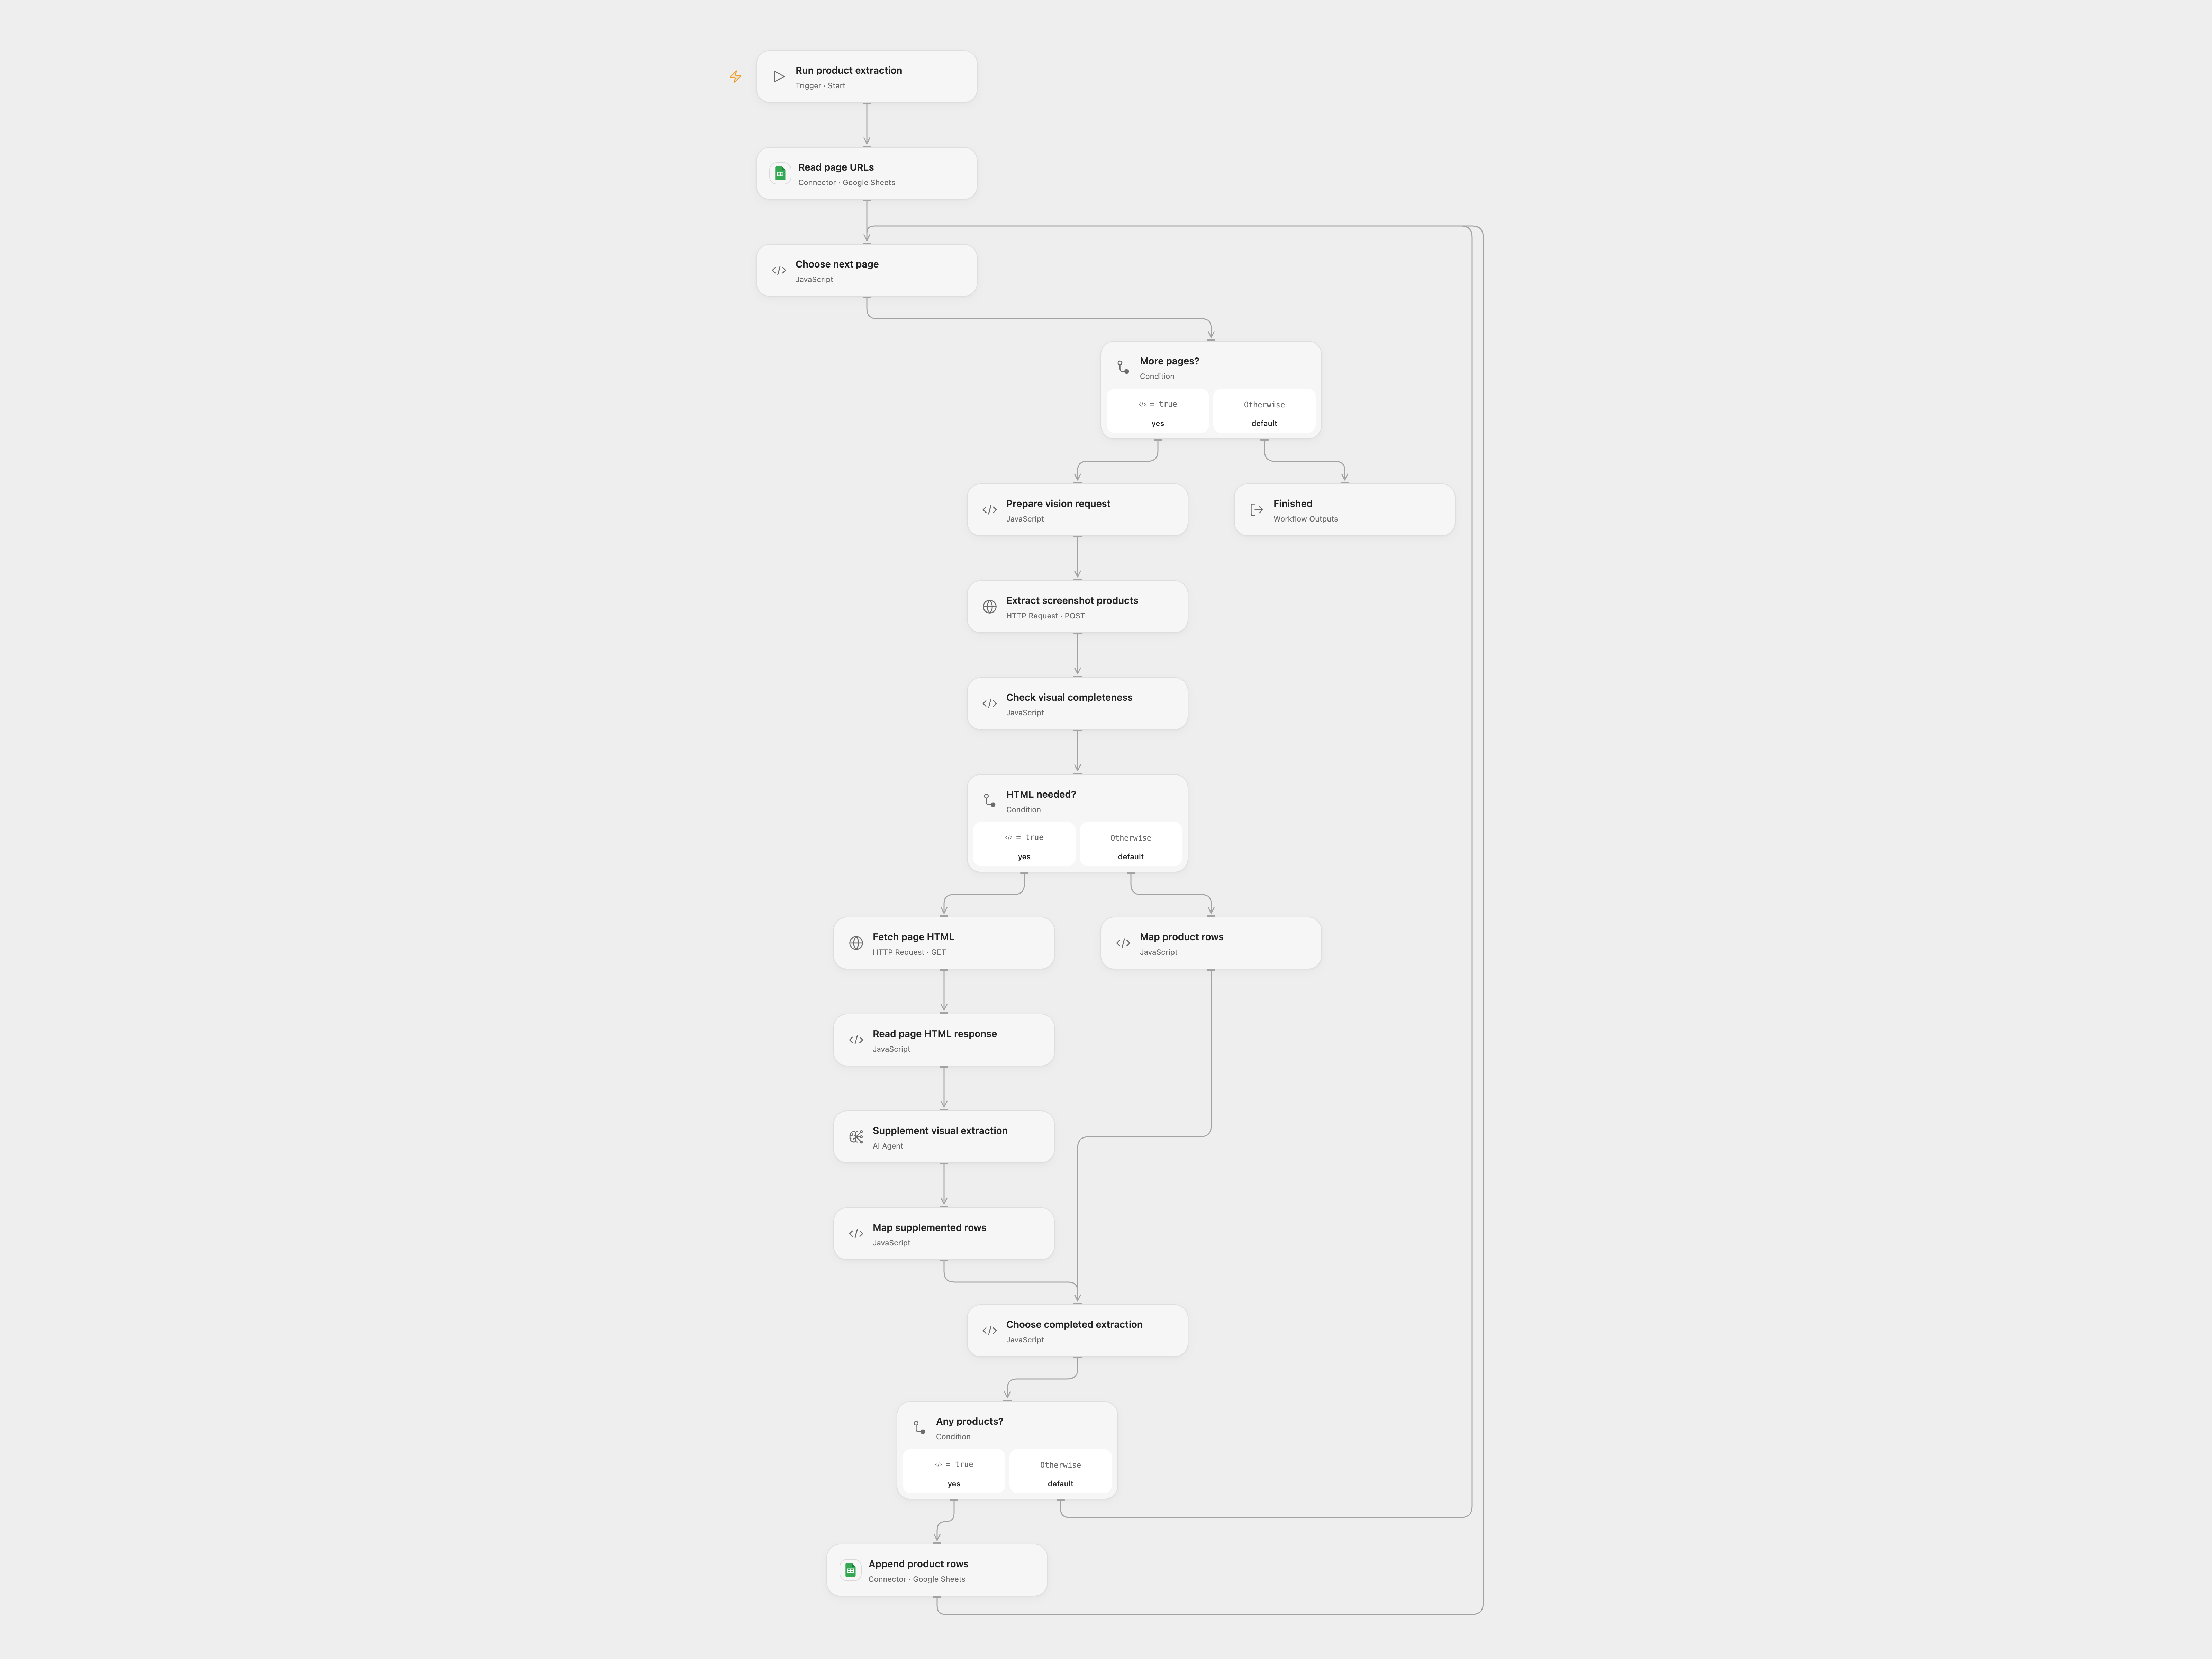 Run product extraction
Trigger · Start
Read page URLs
Connector · Google Sheets
Choose next page
JavaScript
More pages?
Condition
</> = true
yes
Otherwise
default
Prepare vision request
JavaScript
Finished
Workflow Outputs
Extract screenshot products
HTTP Request · POST
Check visual completeness
JavaScript
HTML needed?
Condition
</> = true
yes
Otherwise
default
Fetch page HTML
HTTP Request · GET
Map product rows
JavaScript
Read page HTML response
JavaScript
Supplement visual extraction
AI Agent
Map supplemented rows
JavaScript
Choose completed extraction
JavaScript
Any products?
Condition
</> = true
yes
Otherwise
default
Append product rows
Connector · Google Sheets